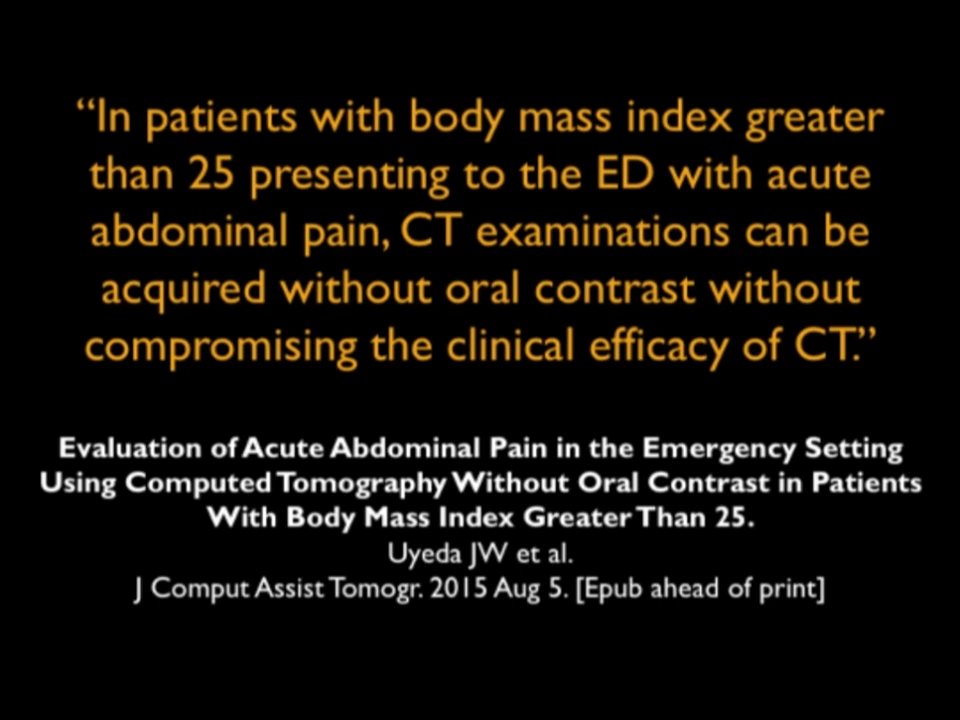 “In patients with body mass index greater
than 25 presenting to the ED with acute
abdominal pain, CT examinations can be
acquired without oral contrast without
compromising the clinical efficacy of CT.”
Evaluation of Acute Abdominal Pain in the Emergency Setting
Using Computed Tomography Without Oral Contrast in Patients
With Body Mass Index Greater Than 25.
Uyeda JW et al.
J Comput Assist Tomogr. 2015 Aug 5. [Epub ahead of print]